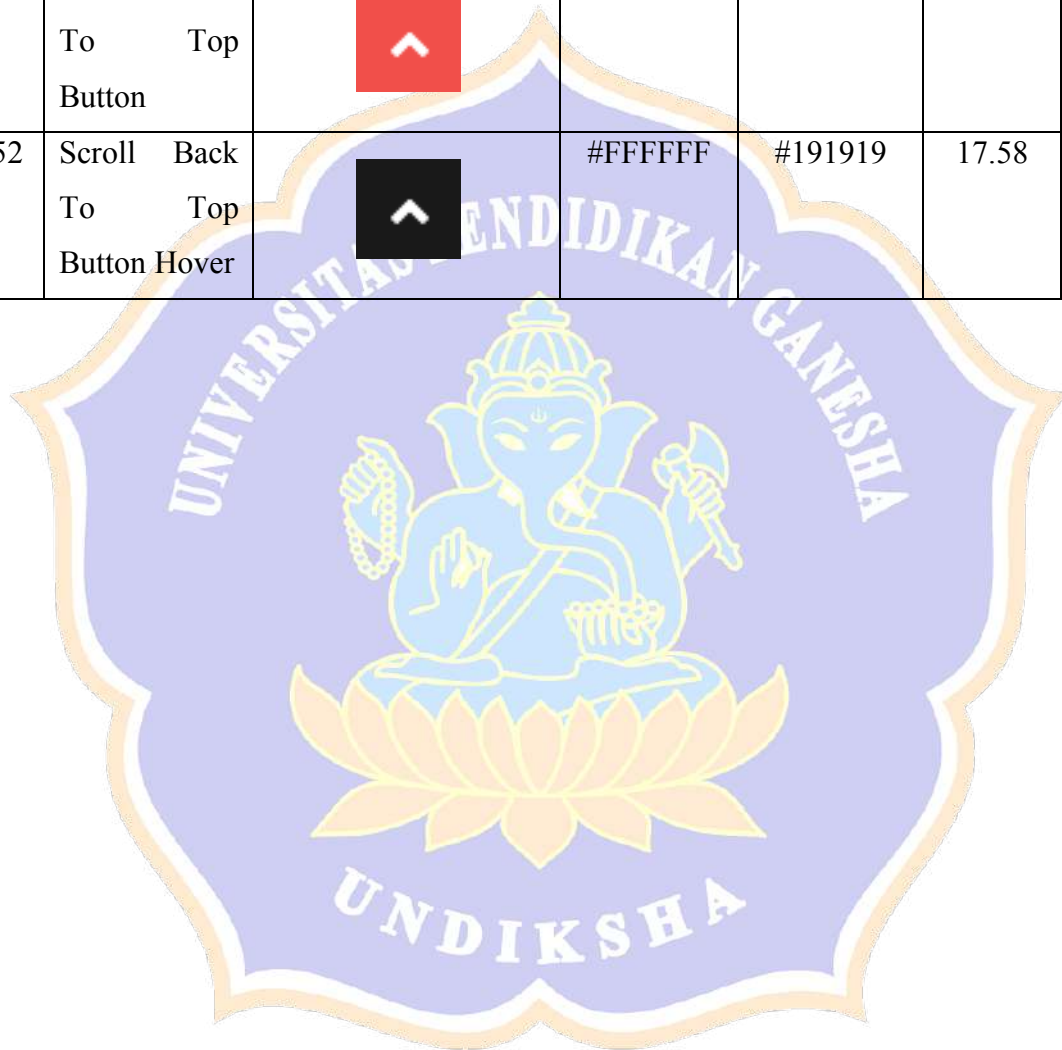 To Top
Button
52 Scroll Back #FFFFFF #191919 17.58
To Top
Button Hover
UNIVERSITAS PENDIDIKAN GANESHA
UNDIKSHA